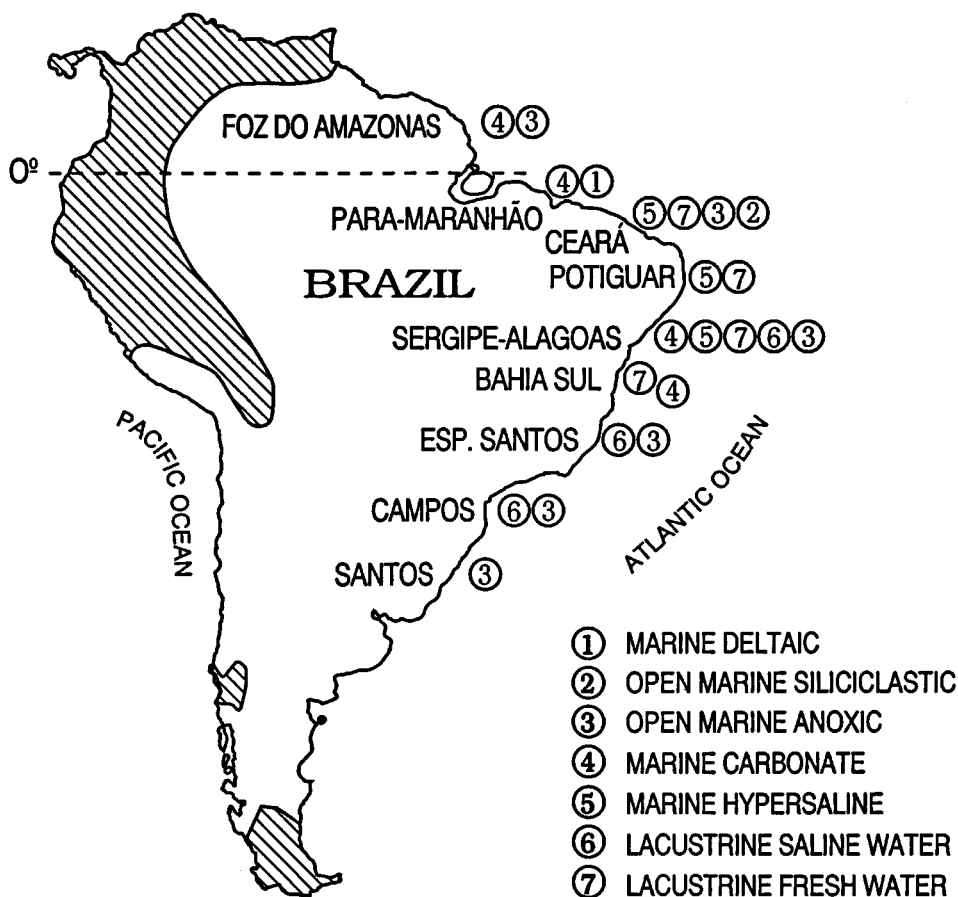 FOZ DO AMAZONAS ④③
0º
④①
PARA-MARANHÃO
⑤⑦③②
CEARÁ
BRAZIL
POTIGUAR ⑤⑦
SERGIPE-ALAGOAS ④⑤⑦⑥③
BAHIA SUL ⑦④
ESP. SANTOS ⑥③
PACIFIC OCEAN
ATLANTIC OCEAN
CAMPOS ⑥③
SANTOS ③
① MARINE DELTAIC
② OPEN MARINE SILICICLASTIC
③ OPEN MARINE ANOXIC
④ MARINE CARBONATE
⑤ MARINE HYPERSALINE
⑥ LACUSTRINE SALINE WATER
⑦ LACUSTRINE FRESH WATER